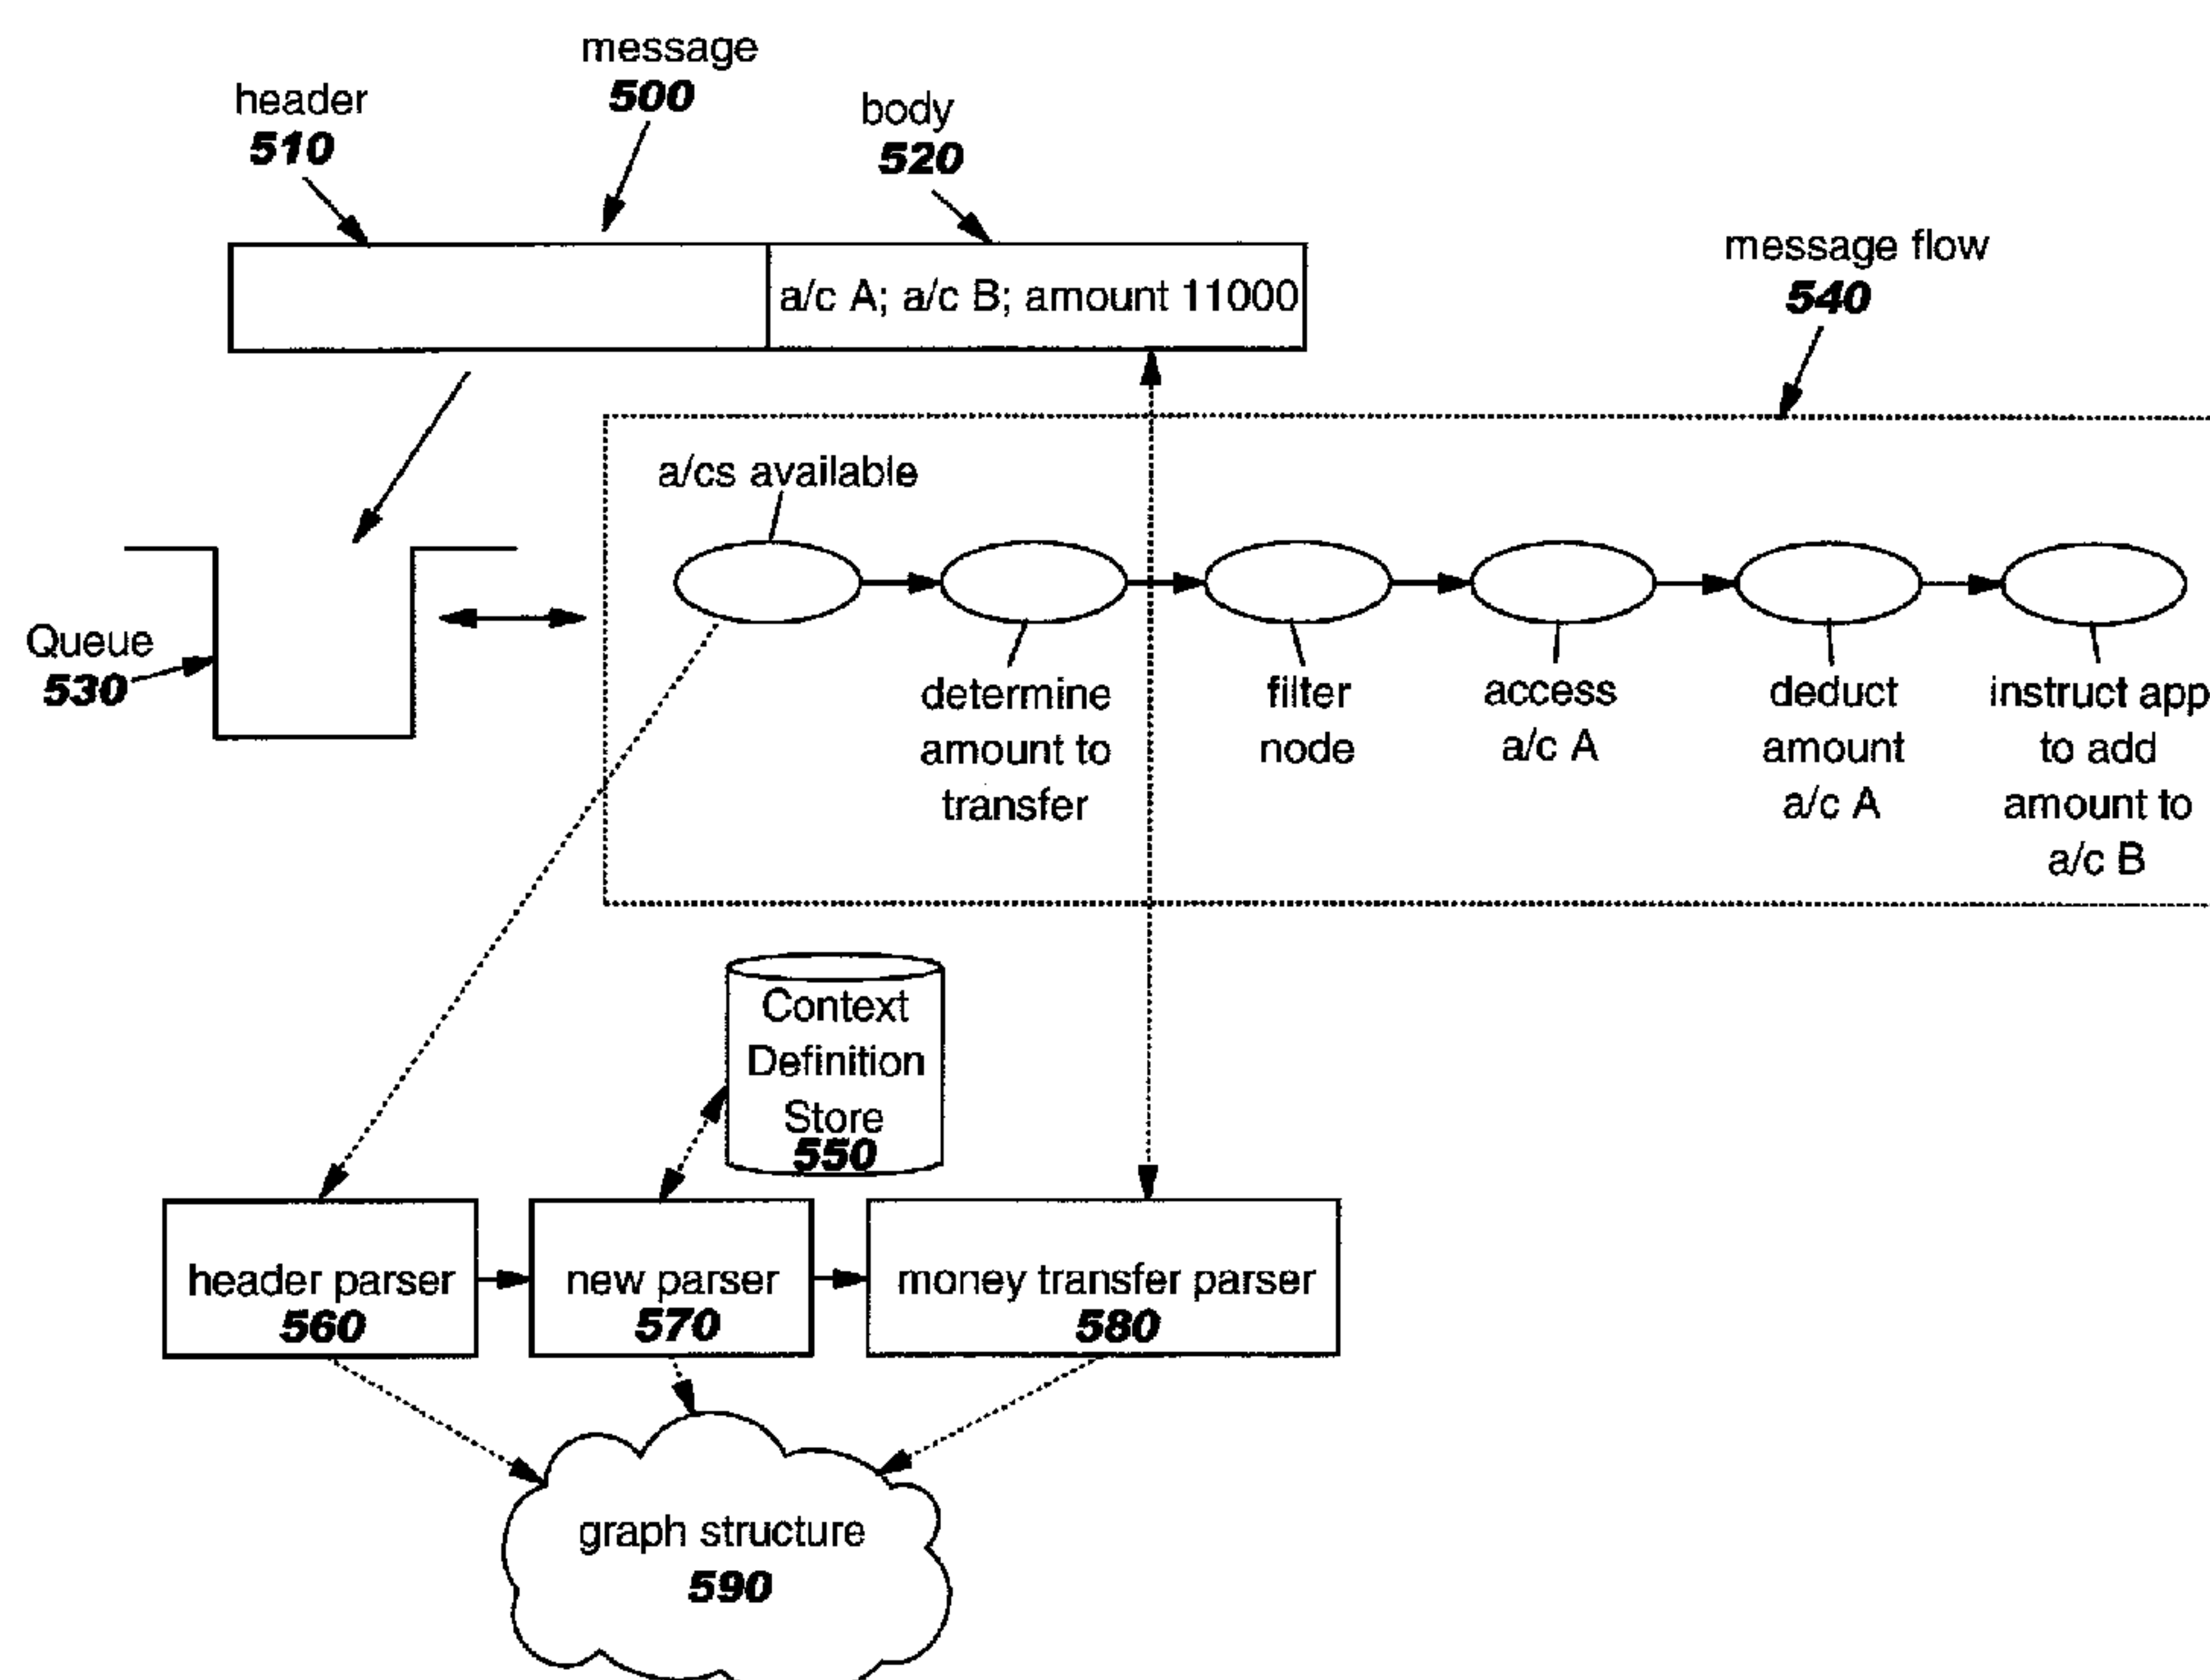 message
500
header
510
body
520
a/c A; a/c B; amount 11000
message flow
540
a/cs available
Queue
530
determine
amount to
transfer
filter
node
access
a/c A
deduct
amount
a/c A
instruct app
to add
amount to
a/c B
Context
Definition
Store
550
header parser
560
new parser
570
money transfer parser
580
graph structure
590